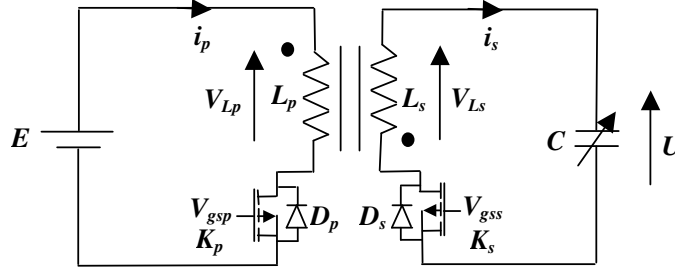 i_p
i_s
V_Lp
L_p
L_s
V_Ls
E
C
U
V_gsp
D_p
D_s
V_gss
K_p
K_s